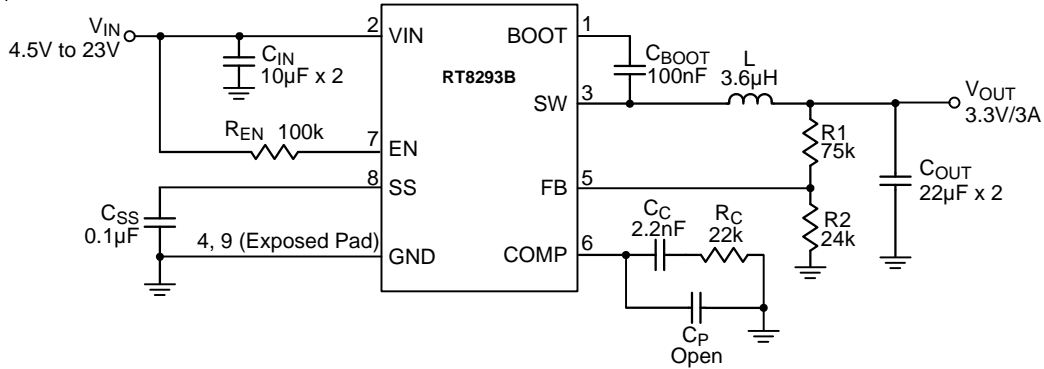 VIN
4.5V to 23V
CIN
10µF x 2
REN 100k
CSS
0.1µF
4, 9 (Exposed Pad)
2
7
8
VIN
EN
SS
GND
RT8293B
BOOT
SW
FB
COMP
1
3
5
6
CBOOT
100nF
L
3.6µH
VOUT
3.3V/3A
R1
75k
COUT
22µF x 2
R2
24k
CC
2.2nF
RC
22k
CP
Open